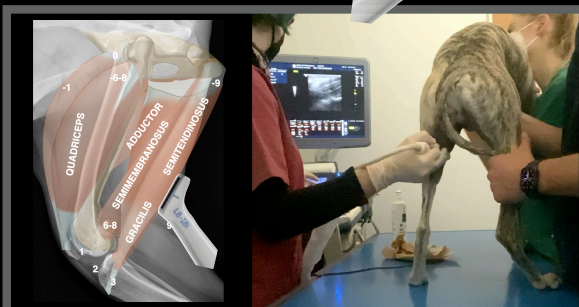 0
-6-8
-9
-1
QUADRICEPS
ADDUCTOR
SEMIMEMBRANOSUS
SEMITENDINOSUS
GRACILIS
6-8
9
1
2
3